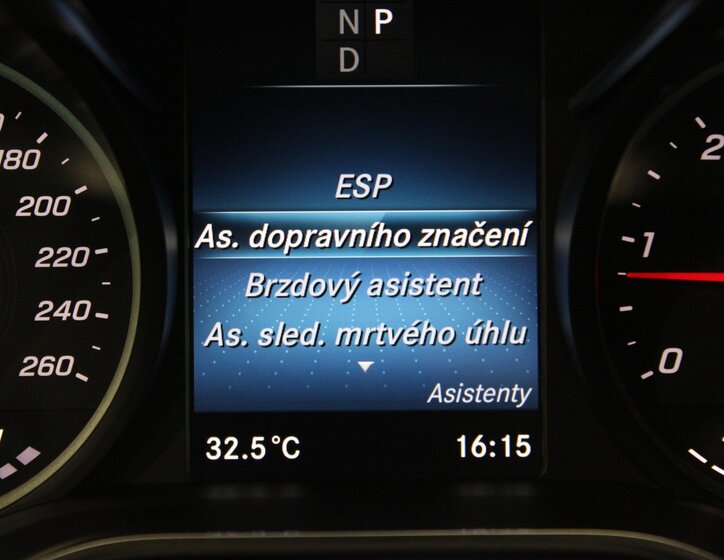 N P
D
180
200
220
240
260
ESP
As. dopravního značení
Brzdový asistent
As. sled. mrtvého úhlu
Asistenty
32.5°C
16:15
2
1
0